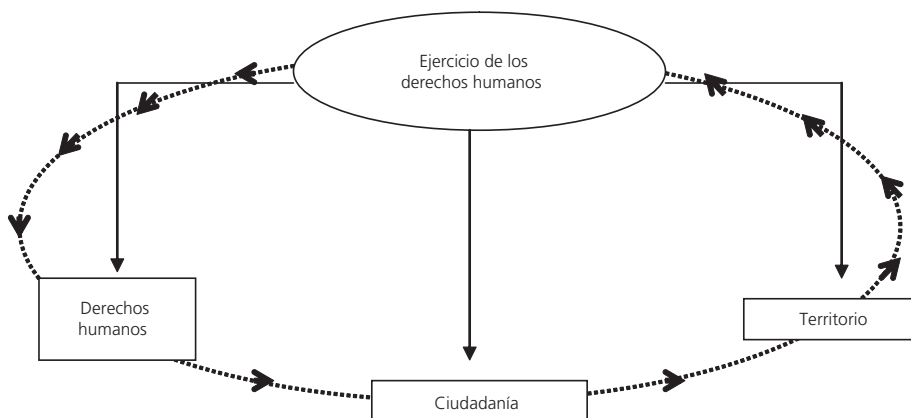 Ejercicio de los
derechos humanos
Derechos
humanos
Territorio
Ciudadanía